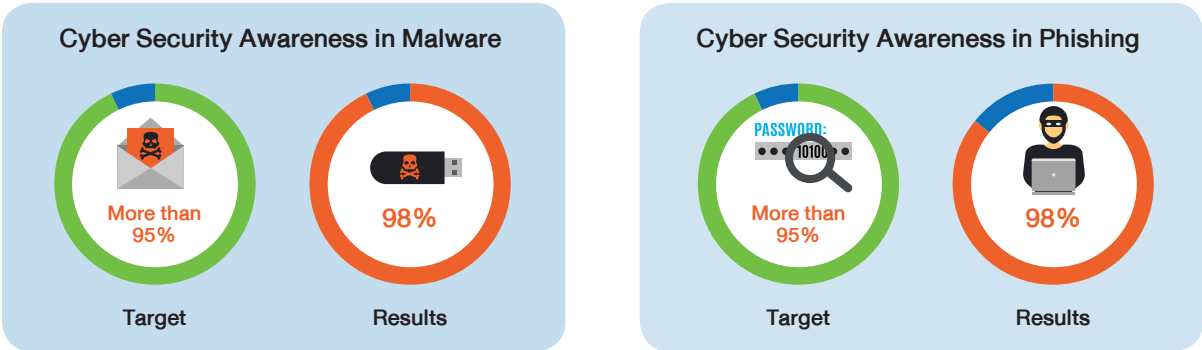 Cyber Security Awareness in Malware
More than
95%
Target
98%
Results
Cyber Security Awareness in Phishing
PASSWORD:
10100
More than
95%
Target
98%
Results